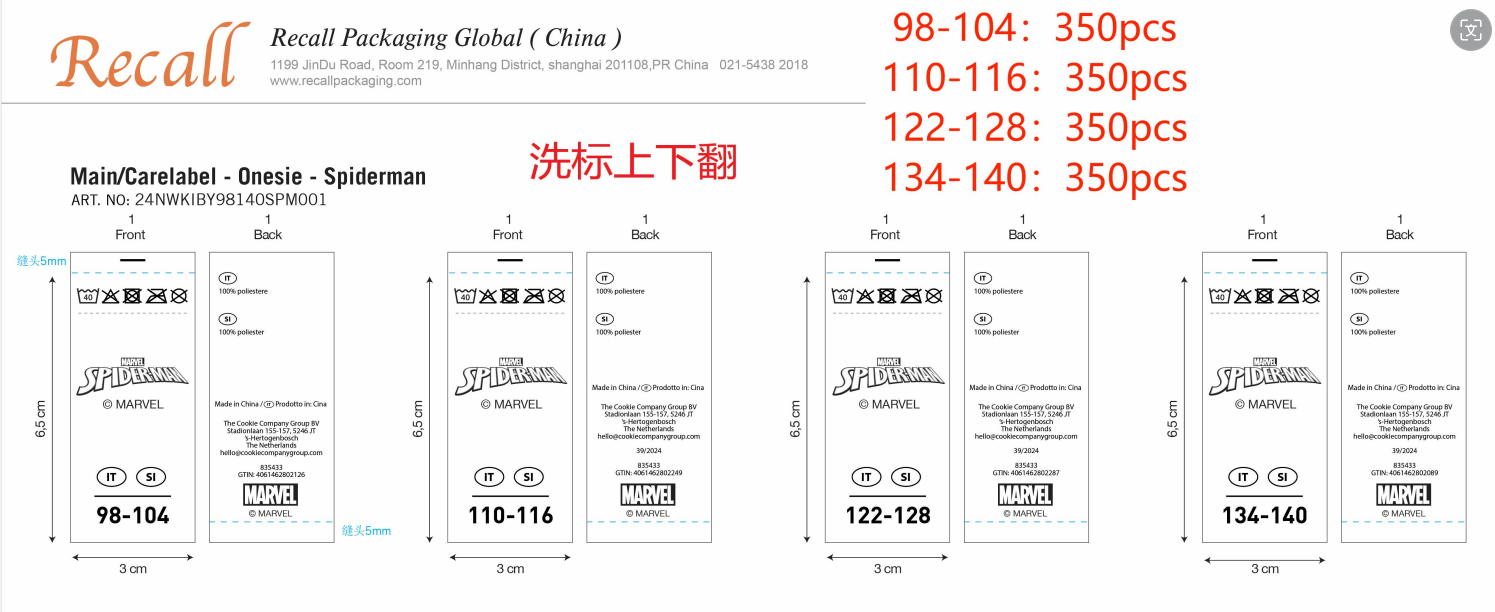 Recall
Recall Packaging Global ( China )
1199 JinDu Road, Room 219, Minhang District, shanghai 201108,PR China 021-5438 2018
www.recallpackaging.com
98-104：350pcs
110-116：350pcs
122-128：350pcs
134-140：350pcs
洗标上下翻
Main/Carelabel - Onesie - Spiderman
ART. NO: 24NWKIBY98140SPM001
1
Front
1
Back
缝头5mm
6,5 cm
40
MARVEL
SPIDER-MAN
© MARVEL
IT SI
98-104
3 cm
IT
100% poliestere
SI
100% poliester
Made in China / IT Prodotto in: Cina
The Cookie Company Group BV
Stadionlaan 155-157, 5246 JT
's-Hertogenbosch
The Netherlands
hello@cookiecompanygroup.com
835433
GTIN: 4061462802126
MARVEL
© MARVEL
缝头5mm
1
Front
1
Back
6,5 cm
40
MARVEL
SPIDER-MAN
© MARVEL
IT SI
110-116
3 cm
IT
100% poliestere
SI
100% poliester
Made in China / IT Prodotto in: Cina
The Cookie Company Group BV
Stadionlaan 155-157, 5246 JT
's-Hertogenbosch
The Netherlands
hello@cookiecompanygroup.com
39/2024
835433
GTIN: 4061462802249
MARVEL
© MARVEL
1
Front
1
Back
6,5 cm
40
MARVEL
SPIDER-MAN
© MARVEL
IT SI
122-128
3 cm
IT
100% poliestere
SI
100% poliester
Made in China / IT Prodotto in: Cina
The Cookie Company Group BV
Stadionlaan 155-157, 5246 JT
's-Hertogenbosch
The Netherlands
hello@cookiecompanygroup.com
39/2024
835433
GTIN: 4061462802287
MARVEL
© MARVEL
1
Front
1
Back
6,5 cm
40
MARVEL
SPIDER-MAN
© MARVEL
IT SI
134-140
3 cm
IT
100% poliestere
SI
100% poliester
Made in China / IT Prodotto in: Cina
The Cookie Company Group BV
Stadionlaan 155-157, 5246 JT
's-Hertogenbosch
The Netherlands
hello@cookiecompanygroup.com
39/2024
835433
GTIN: 4061462802089
MARVEL
© MARVEL
文